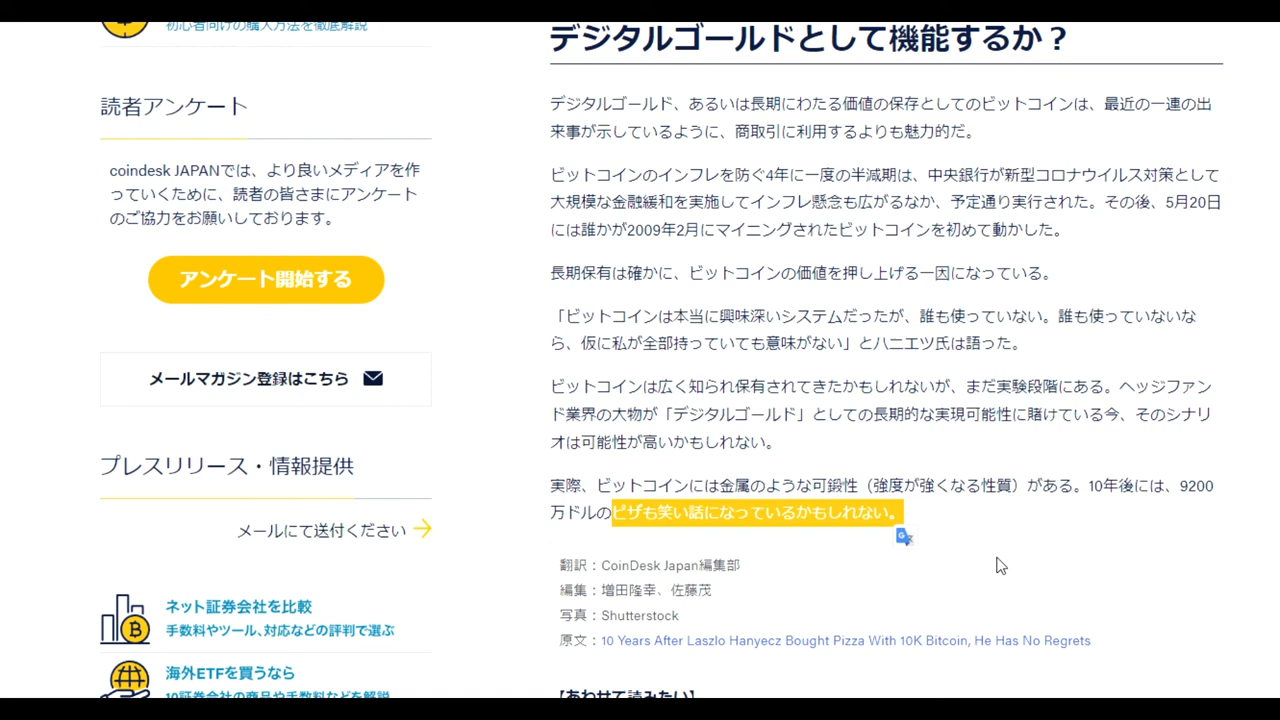 初心者向けの購入方法を徹底解説
読者アンケート
coindesk JAPANでは、より良いメディアを作
っていくために、読者の皆さまにアンケート
のご協力をお願いしております。
アンケート開始する
メールマガジン登録はこちら
プレスリリース・情報提供
メールにて送付ください
ネット証券会社を比較
手数料やツール、対応などの評判で選ぶ
海外ETFを買うなら
10証券会社の商品や手数料などを解説
デジタルゴールドとして機能するか？
デジタルゴールド、あるいは長期にわたる価値の保存としてのビットコインは、最近の一連の出
来事が示しているように、商取引に利用するよりも魅力的だ。
ビットコインのインフレを防ぐ4年に一度の半減期は、中央銀行が新型コロナウイルス対策として
大規模な金融緩和を実施してインフレ懸念も広がるなか、予定通り実行された。その後、5月20日
には誰かが2009年2月にマイニングされたビットコインを初めて動かした。
長期保有は確かに、ビットコインの価値を押し上げる一因になっている。
「ビットコインは本当に興味深いシステムだったが、誰も使っていない。誰も使っていないな
ら、仮に私が全部持っていても意味がない」とハニエツ氏は語った。
ビットコインは広く知られ保有されてきたかもしれないが、まだ実験段階にある。ヘッジファン
ド業界の大物が「デジタルゴールド」としての長期的な実現可能性に賭けている今、そのシナリ
オは可能性が高いかもしれない。
実際、ビットコインには金属のような可鍛性（強度が強くなる性質）がある。10年後には、9200
万ドルのピザも笑い話になっているかもしれない。
翻訳：CoinDesk Japan編集部
編集：増田隆幸、佐藤茂
写真：Shutterstock
原文：10 Years After Laszlo Hanyecz Bought Pizza With 10K Bitcoin, He Has No Regrets
【あわせて読みたい】